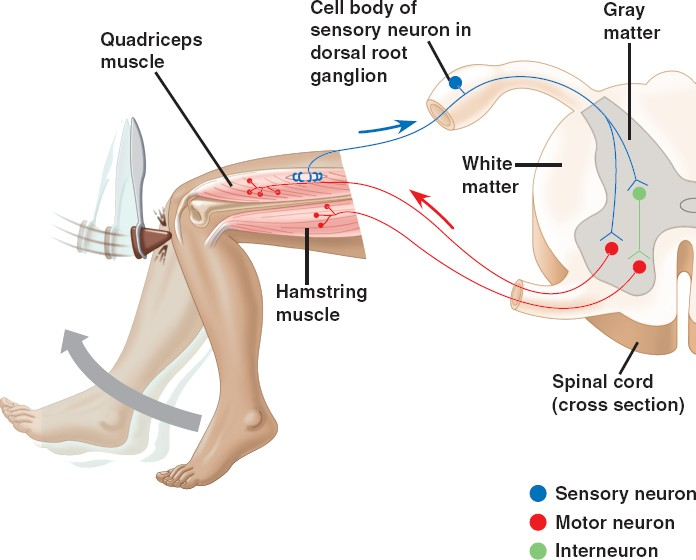 Cell body of
sensory neuron in
dorsal root
ganglion
Gray
matter
Quadriceps
muscle
White
matter
Hamstring
muscle
Spinal cord
(cross section)
Sensory neuron
Motor neuron
Interneuron